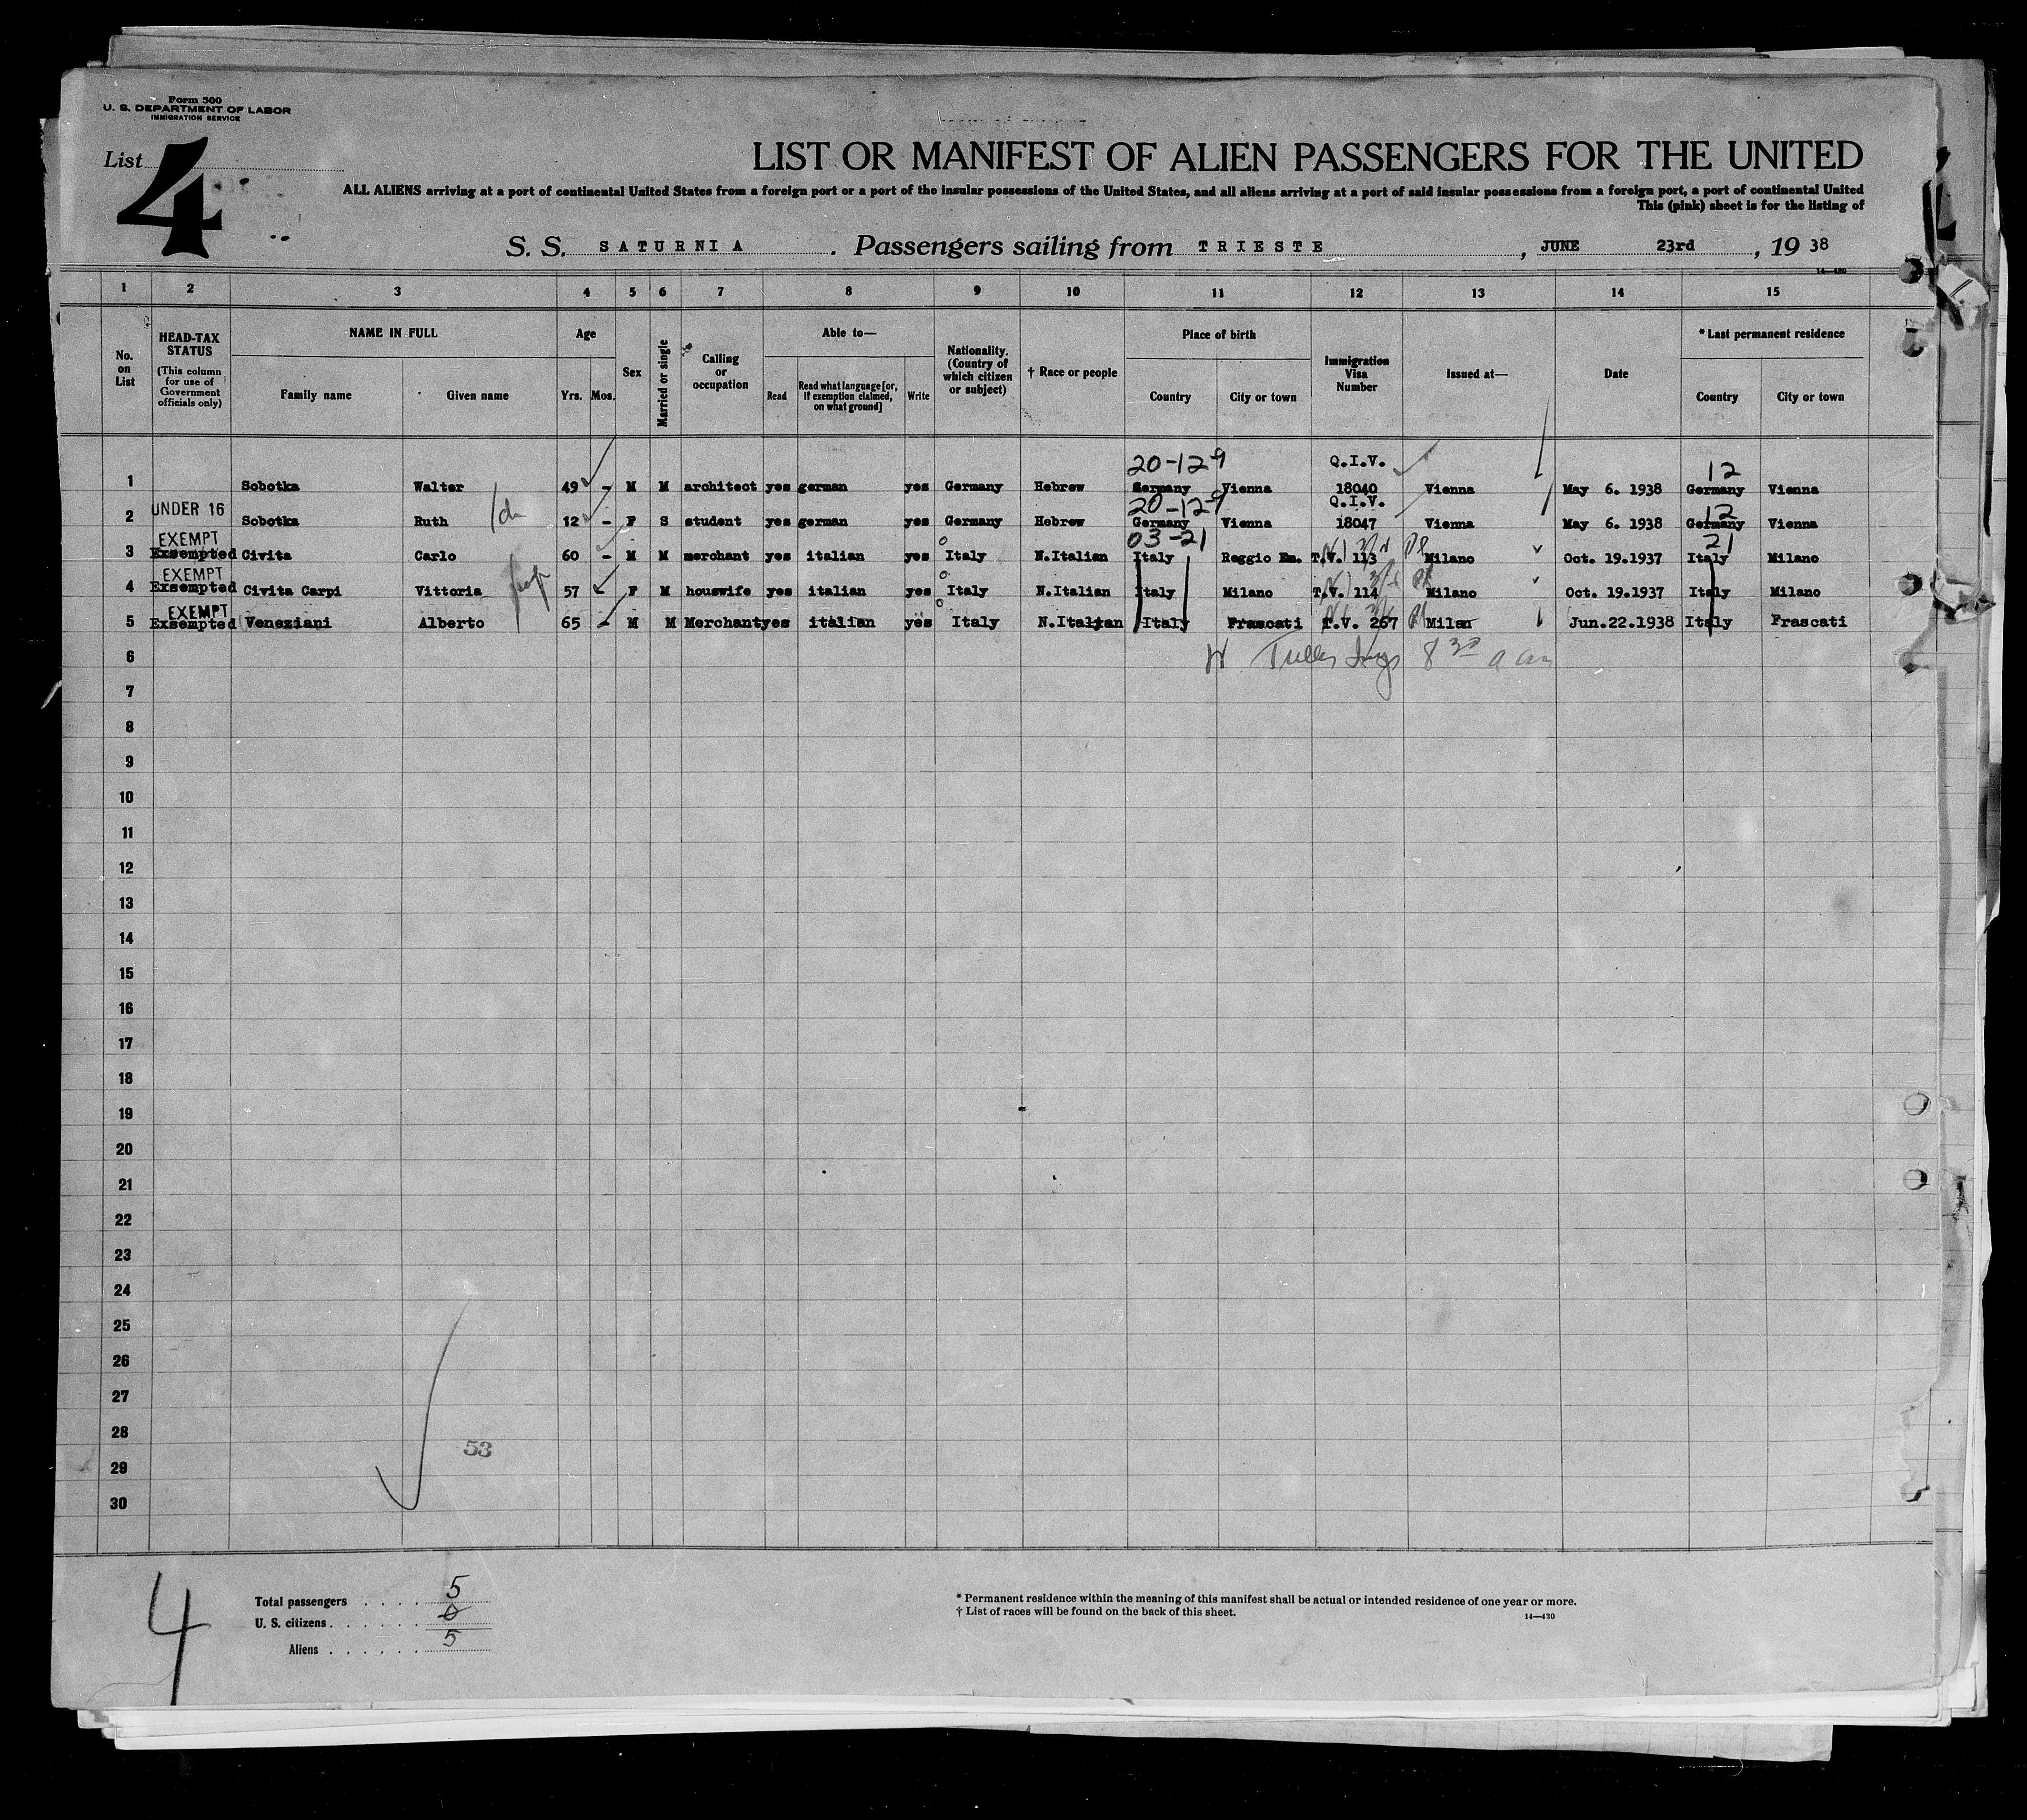 Form 500
U. S. DEPARTMENT OF LABOR
IMMIGRATION SERVICE
List 4
LIST OR MANIFEST OF ALIEN PASSENGERS FOR THE UNITED
ALL ALIENS arriving at a port of continental United States from a foreign port or a port of the insular possessions of the United States, and all aliens arriving at a port of said insular possessions from a foreign port, a port of continental United
This (pink) sheet is for the listing of
S. S. SATURNIA. Passengers sailing from TRIESTE, JUNE 23rd, 19 38
14—430
1 2 3 4 5 6 7 8 9 10 11 12 13 14 15
No. on List
HEAD-TAX STATUS (This column for use of Government officials only)
NAME IN FULL
Family name Given name
Age
Yrs. Mos.
Sex
Married or single
Calling or occupation
Able to—
Read Read what language [or, if exemption claimed, on what ground] Write
Nationality. (Country of which citizen or subject)
† Race or people
Place of birth
Country City or town
Immigration Visa Number
Issued at—
Date
* Last permanent residence
Country City or town
20-129 Q.I.V. 12
1 Sobotka Walter 49 - M M architect yes german yes Germany Hebrew Germany Vienna 18040 Vienna May 6. 1938 Germany Vienna
UNDER 16 20-129 Q.I.V. 12
2 Sobotka Ruth 12 - F S student yes german yes Germany Hebrew Germany Vienna 18047 Vienna May 6. 1938 Germany Vienna
EXEMPT 03-21 21
3 Exsempted Civita Carlo 60 - M M merchant yes italian yes Italy N.Italian Italy Reggio Em. T.V. 113 Milano Oct. 19.1937 Italy Milano
EXEMPT
4 Exsempted Civita Carpi Vittoria 57 F M houswife yes italian yes Italy N.Italian Italy Milano T.V. 114 Milano Oct. 19.1937 Italy Milano
EXEMPT
5 Exsempted Veneziani Alberto 65 - M M Merchant yes italian yes Italy N.Italian Italy Frascati T.V. 267 Milan Jun.22.1938 Italy Frascati
6 8 30
7
8
9
10
11
12
13
14
15
16
17
18
19
20
21
22
23
24
25
26
27
28
53
29
30
4
Total passengers . . . . 5
U. S. citizens . . . . . . 0
Aliens . . . . . . 5
* Permanent residence within the meaning of this manifest shall be actual or intended residence of one year or more.
† List of races will be found on the back of this sheet.
14—430